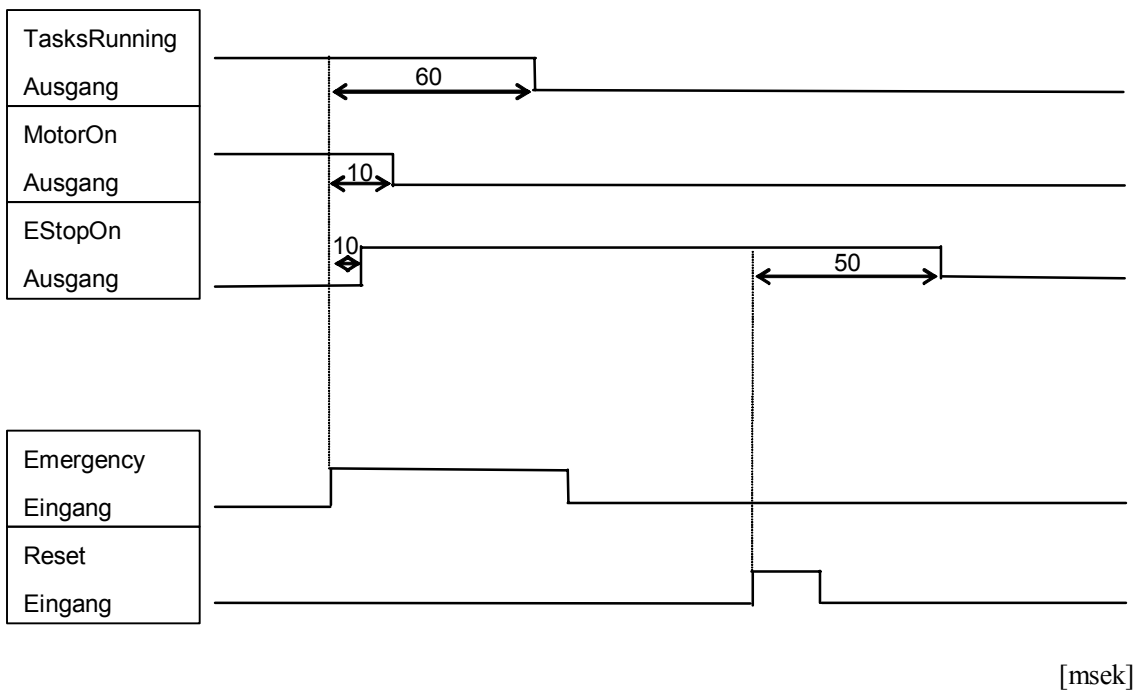 TasksRunning
Ausgang
60
MotorOn
Ausgang
10
EStopOn
Ausgang
10
50
Emergency
Eingang
Reset
Eingang
[msek]